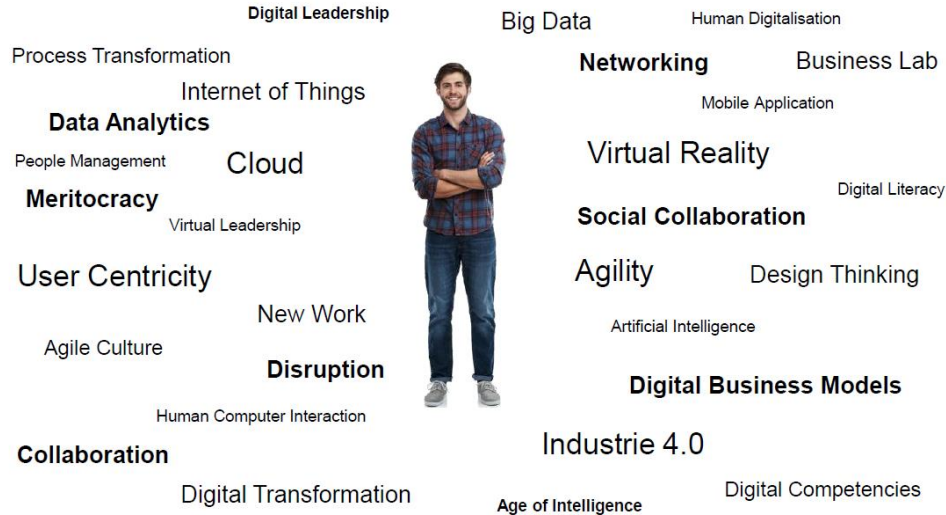 Digital Leadership
Big Data
Human Digitalisation
Process Transformation
Networking
Business Lab
Internet of Things
Mobile Application
Data Analytics
People Management
Cloud
Virtual Reality
Meritocracy
Digital Literacy
Virtual Leadership
Social Collaboration
User Centricity
Agility
Design Thinking
New Work
Artificial Intelligence
Agile Culture
Disruption
Digital Business Models
Human Computer Interaction
Collaboration
Industrie 4.0
Digital Transformation
Age of Intelligence
Digital Competencies